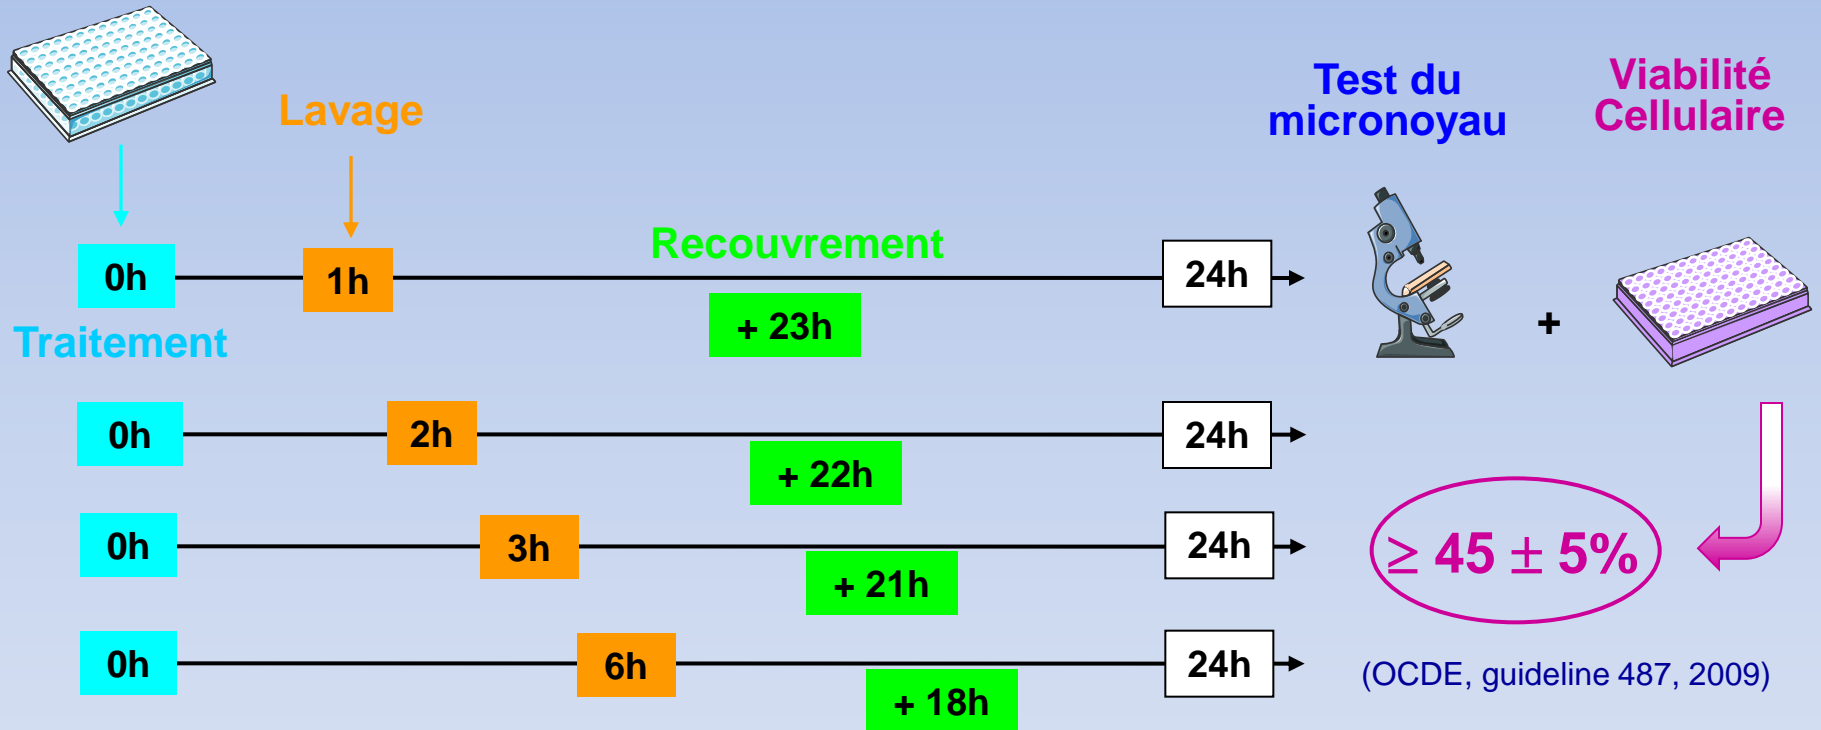 Test du
micronoyau
Viabilité
Cellulaire
Lavage
Recouvrement
0h
1h
24h
+ 23h
Traitement
+
0h
2h
24h
+ 22h
0h
3h
24h
+ 21h
≥ 45 ± 5%
0h
6h
24h
+ 18h
(OCDE, guideline 487, 2009)